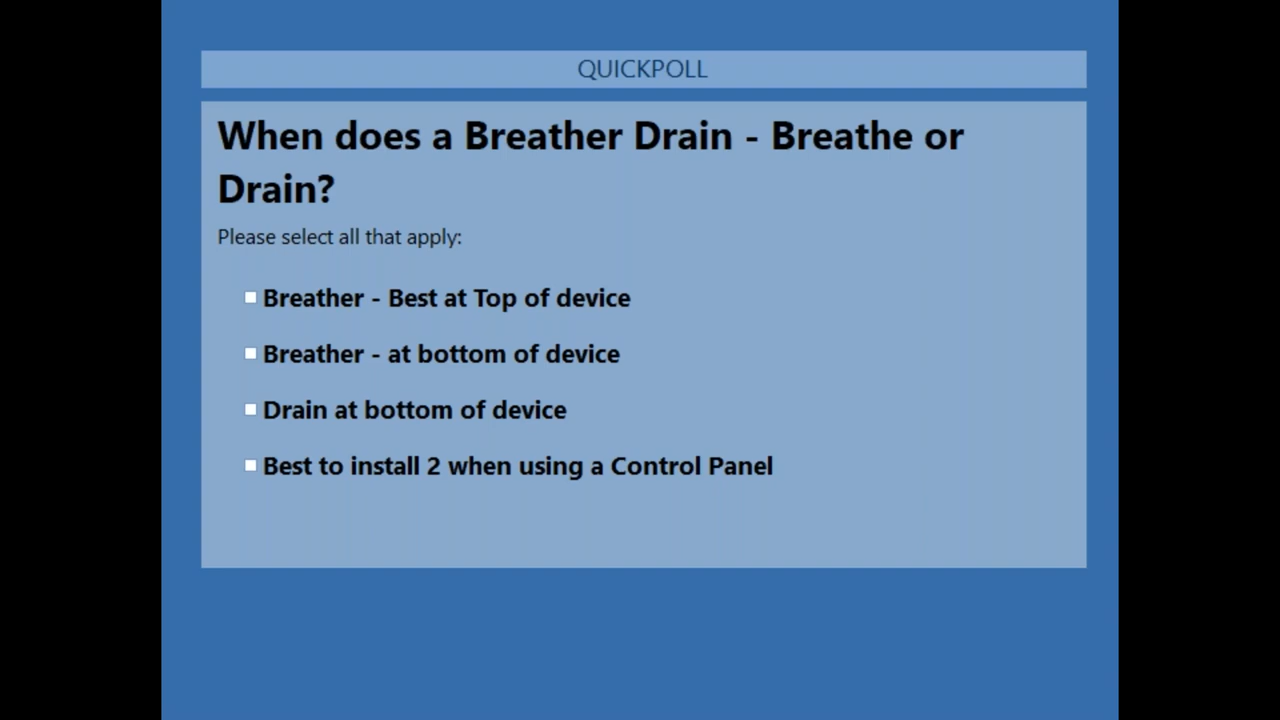 QUICKPOLL
When does a Breather Drain - Breathe or
Drain?
Please select all that apply:
Breather - Best at Top of device
Breather - at bottom of device
Drain at bottom of device
Best to install 2 when using a Control Panel